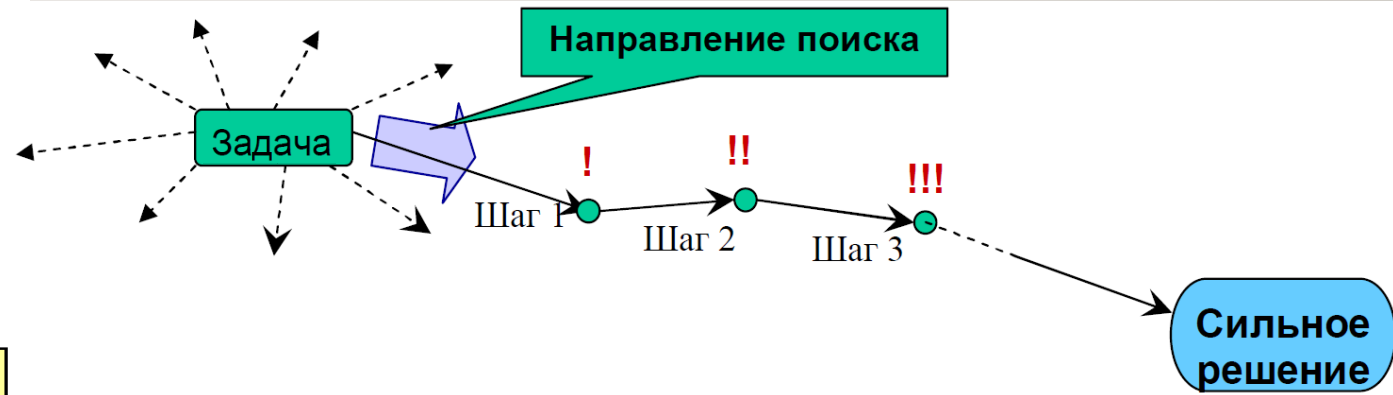 Направление поиска
Задача
!
!!
!!!
Шаг 1
Шаг 2
Шаг 3
Сильное
решение